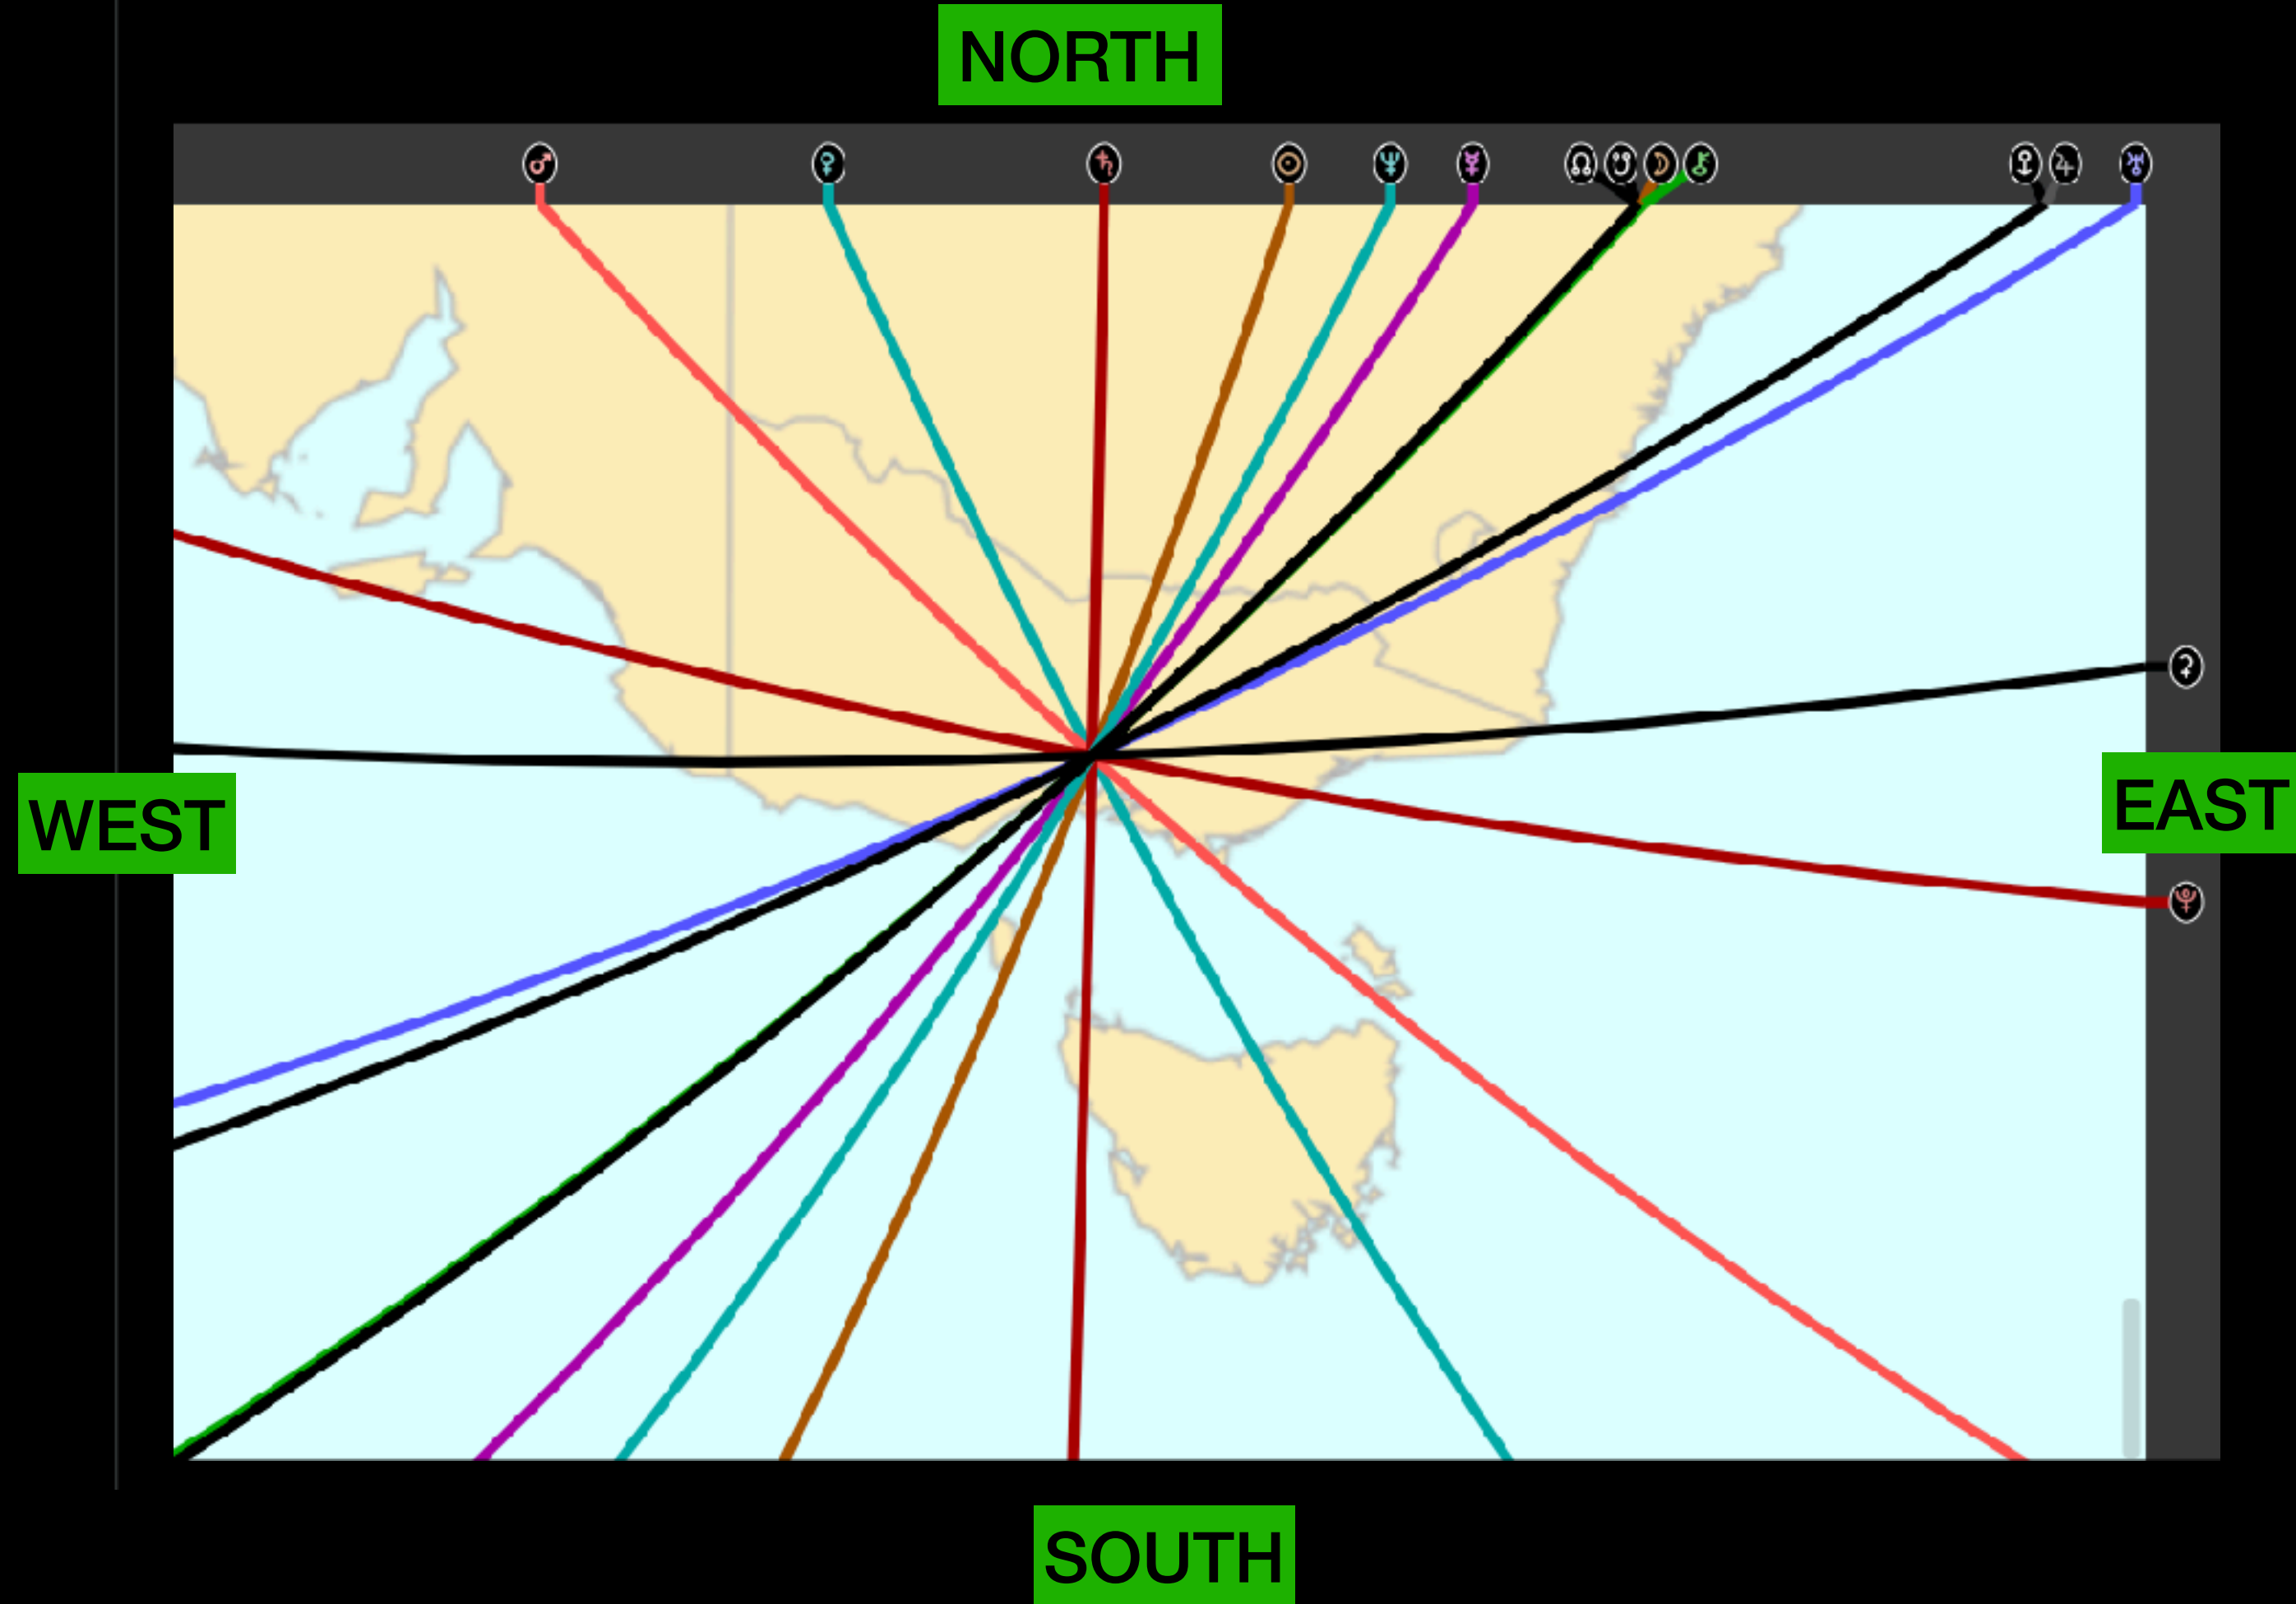 NORTH
♂ ♀ ♄ ☉ ♆ ☿ ☊ ☋ ☽ ⚷ ♃ ♅
⚳
WEST
EAST
♇
SOUTH